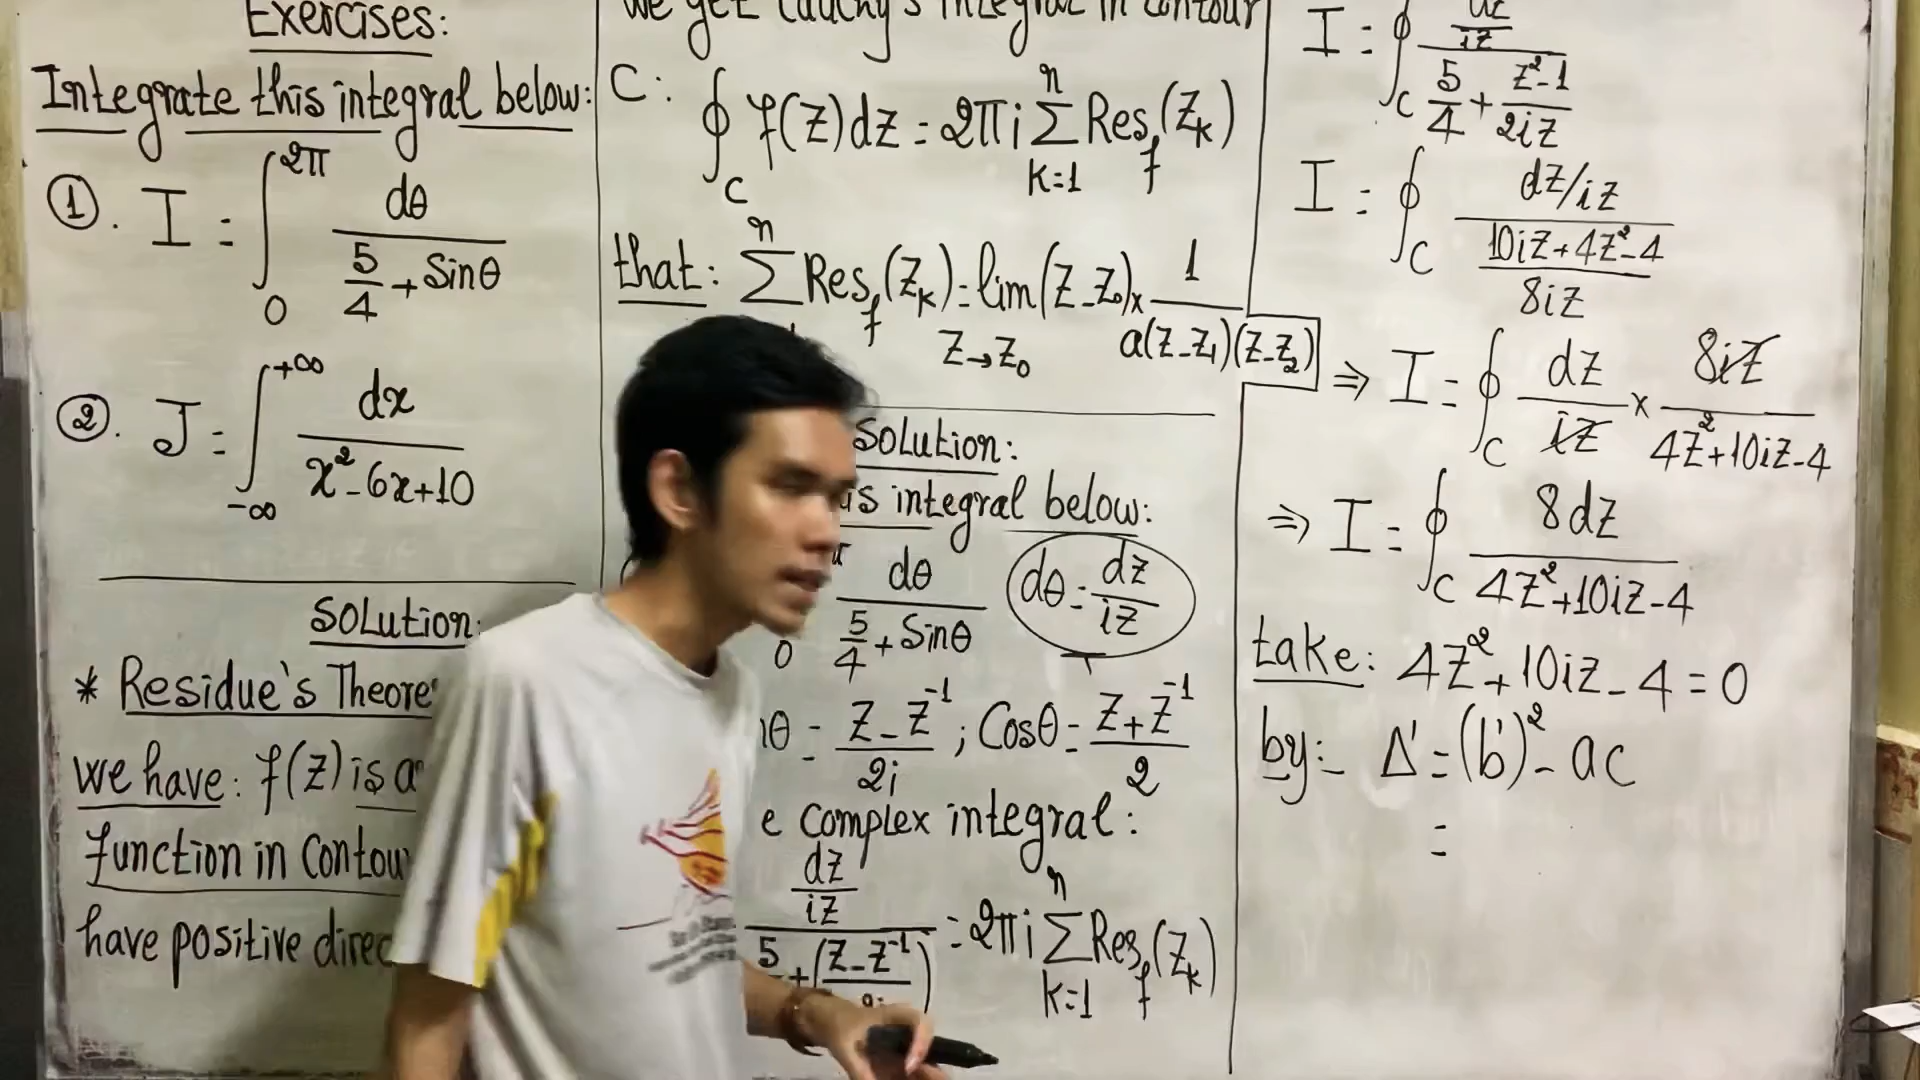 Exercises:
Integrate this integral below:
①. I = ∫₀^2π dθ / (5/4 + Sinθ)
②. J = ∫₋∞^+∞ dx / (x² - 6x + 10)
Solution:
* Residue's
we have: f(z) is
function in
have positive
we get Cauchy's integral in contour
C: ∮_C f(z)dz = 2πi Σ_{k=1}^n Res_f(z_k)
that: Σ^n Res_f(z_k) = lim_{z→z₀} (z - z₀) × 1 / a(z - z₁)(z - z₂)
Solution:
integral below:
dθ / (5/4 + Sinθ) dθ = dz/iz
0
θ = (z - z⁻¹)/2i ; Cosθ = (z + z⁻¹)/2
complex integral:
(dz/iz) / (5 + (z - z⁻¹)) = 2πi Σ_{k=1}^n Res_f(z_k)
I = ∮_C (dz/iz) / (5/4 + (z² - 1)/2iz)
I = ∮_C (dz/iz) / ((10iz + 4z² - 4)/8iz)
⇒ I = ∮_C dz/iz × 8iz/(4z² + 10iz - 4)
⇒ I = ∮_C 8dz / (4z² + 10iz - 4)
take: 4z² + 10iz - 4 = 0
by:- Δ' = (b')² - ac
=